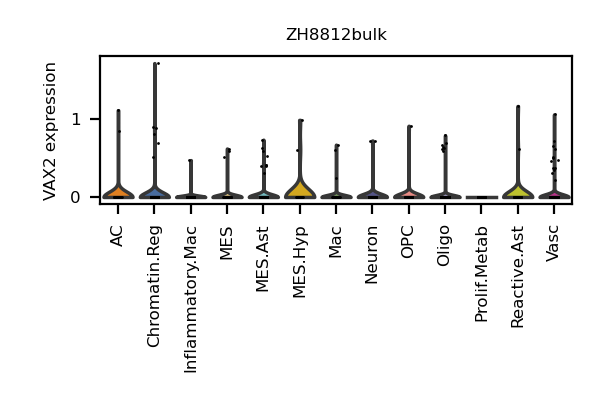 ZH8812bulk
VAX2 expression
1
0
AC
Chromatin.Reg
Inflammatory.Mac
MES
MES.Ast
MES.Hyp
Mac
Neuron
OPC
Oligo
Prolif.Metab
Reactive.Ast
Vasc